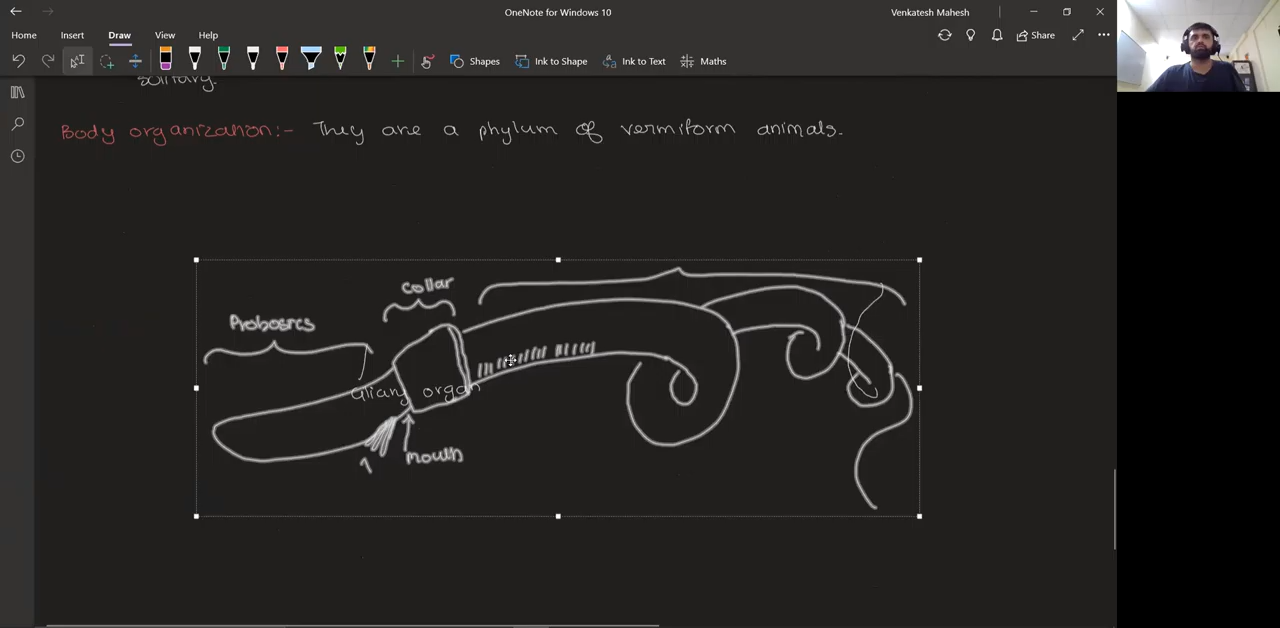 OneNote for Windows 10
Venkatesh Mahesh
Home Insert Draw View Help
Share
Shapes Ink to Shape Ink to Text Maths
solitary.
Body organization:- They are a phylum of vermiform animals.
collar
Proboscs
ciliary organ
mouth